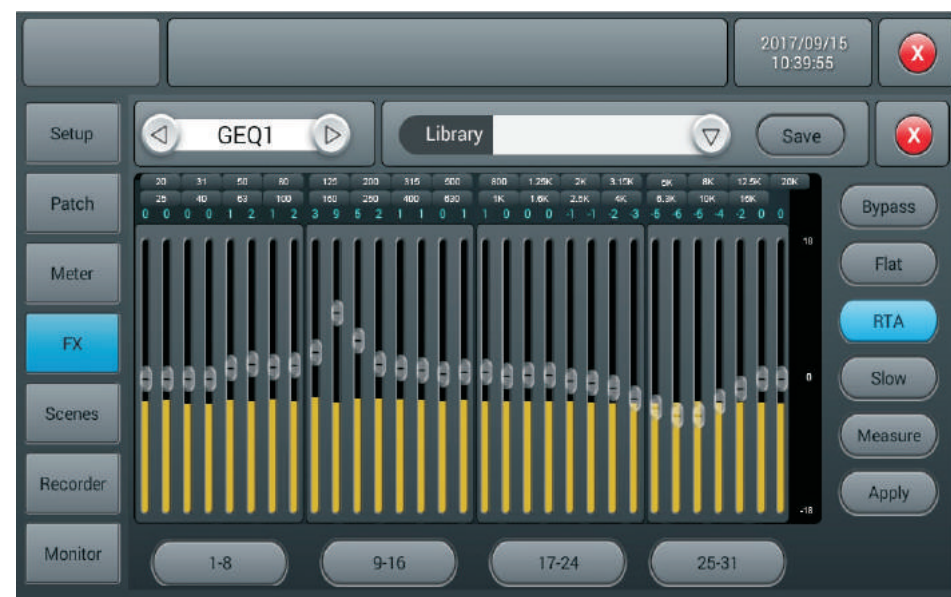 2017/09/15
10:39:55
X
Setup
GEQ1
Library
Save
X
20 31 50 80 125 200 315 500 800 1.25K 2K 3.15K 5K 8K 12.5K 20K
Patch
25 40 63 100 160 250 400 630 1K 1.6K 2.5K 4K 6.3K 10K 16K
Bypass
0 0 0 0 1 2 1 2 3 9 5 2 1 1 0 1 1 0 0 0 -1 -1 -2 -3 -5 -6 -6 -4 -2 0 0
18
Meter
Flat
FX
RTA
0
Slow
Scenes
Measure
Recorder
Apply
-18
Monitor
1-8
9-16
17-24
25-31